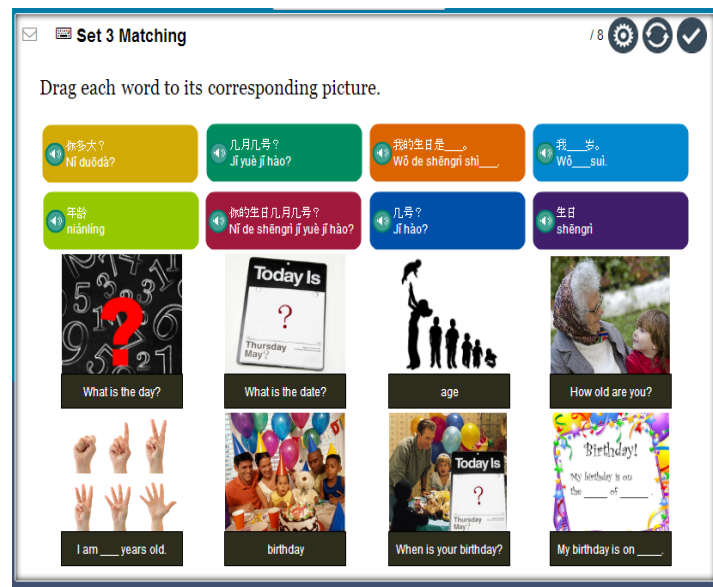 Set 3 Matching
/ 8
Drag each word to its corresponding picture.
你多大？
Nǐ duōdà?
几月几号？
Jǐ yuè jǐ hào?
我的生日是___。
Wǒ de shēngrì shì___.
我___岁。
Wǒ___suì.
年龄
niánlíng
你的生日几月几号？
Nǐ de shēngrì jǐ yuè jǐ hào?
几号？
Jǐ hào?
生日
shēngrì
?
Today Is
?
Thursday
May?
What is the day?
What is the date?
age
How old are you?
Today Is
?
Thursday
May?
Birthday!
My birthday is on
the _____ of _____ .
I am ___ years old.
birthday
When is your birthday?
My birthday is on ____.